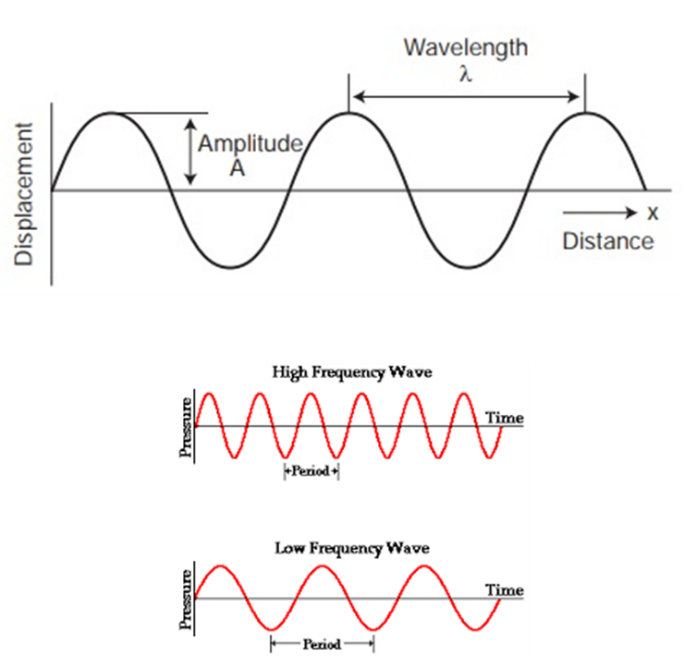 Wavelength
λ
Amplitude
A
Displacement
x
Distance
High Frequency Wave
Pressure
Time
Period
Low Frequency Wave
Pressure
Time
Period